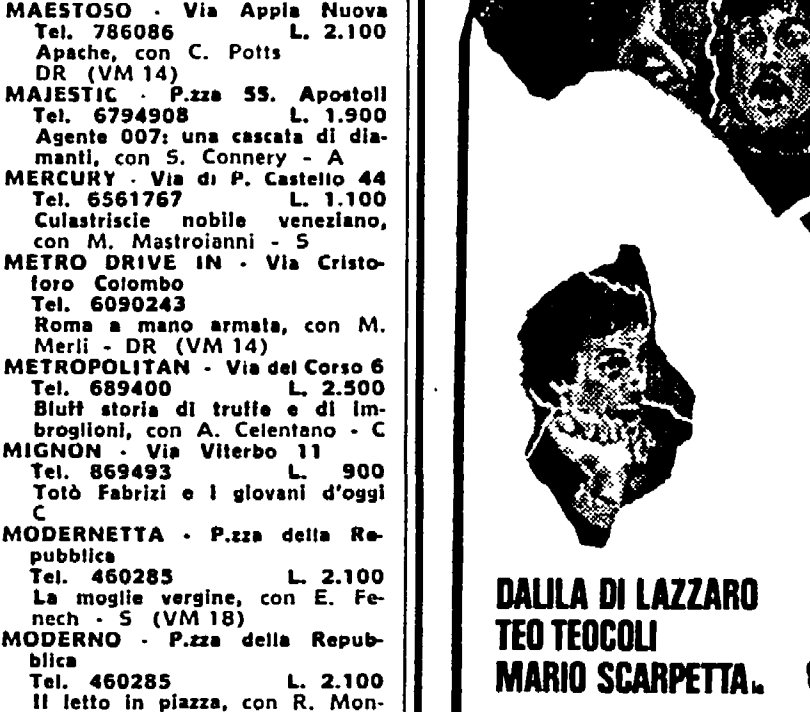 MAESTOSO - Via Appia Nuova
Tel. 786086 L. 2.100
Apache, con C. Potts
DR (VM 14)
MAJESTIC - P.zza SS. Apostoli
Tel. 6794908 L. 1.900
Agente 007: una cascata di dia-
manti, con S. Connery - A
MERCURY - Via di P. Castello 44
Tel. 6561767 L. 1.100
Culastriscie nobile veneziano,
con M. Mastroianni - S
METRO DRIVE IN - Via Cristo-
foro Colombo
Tel. 6090243
Roma a mano armata, con M.
Merli - DR (VM 14)
METROPOLITAN - Via del Corso 6
Tel. 689400 L. 2.500
Bluff storia di truffe e di im-
broglioni, con A. Celentano - C
MIGNON - Via Viterbo 11
Tel. 869493 L. 900
Totò Fabrizi e i giovani d'oggi
C
MODERNETTA - P.zza della Re-
pubblica
Tel. 460285 L. 2.100
La moglie vergine, con E. Fe-
nech - S (VM 18)
MODERNO - P.zza della Repub-
blica
Tel. 460285 L. 2.100
Il letto in piazza, con R. Mon-
DALILA DI LAZZARO
TEO TEOCOLI
MARIO SCARPETTA